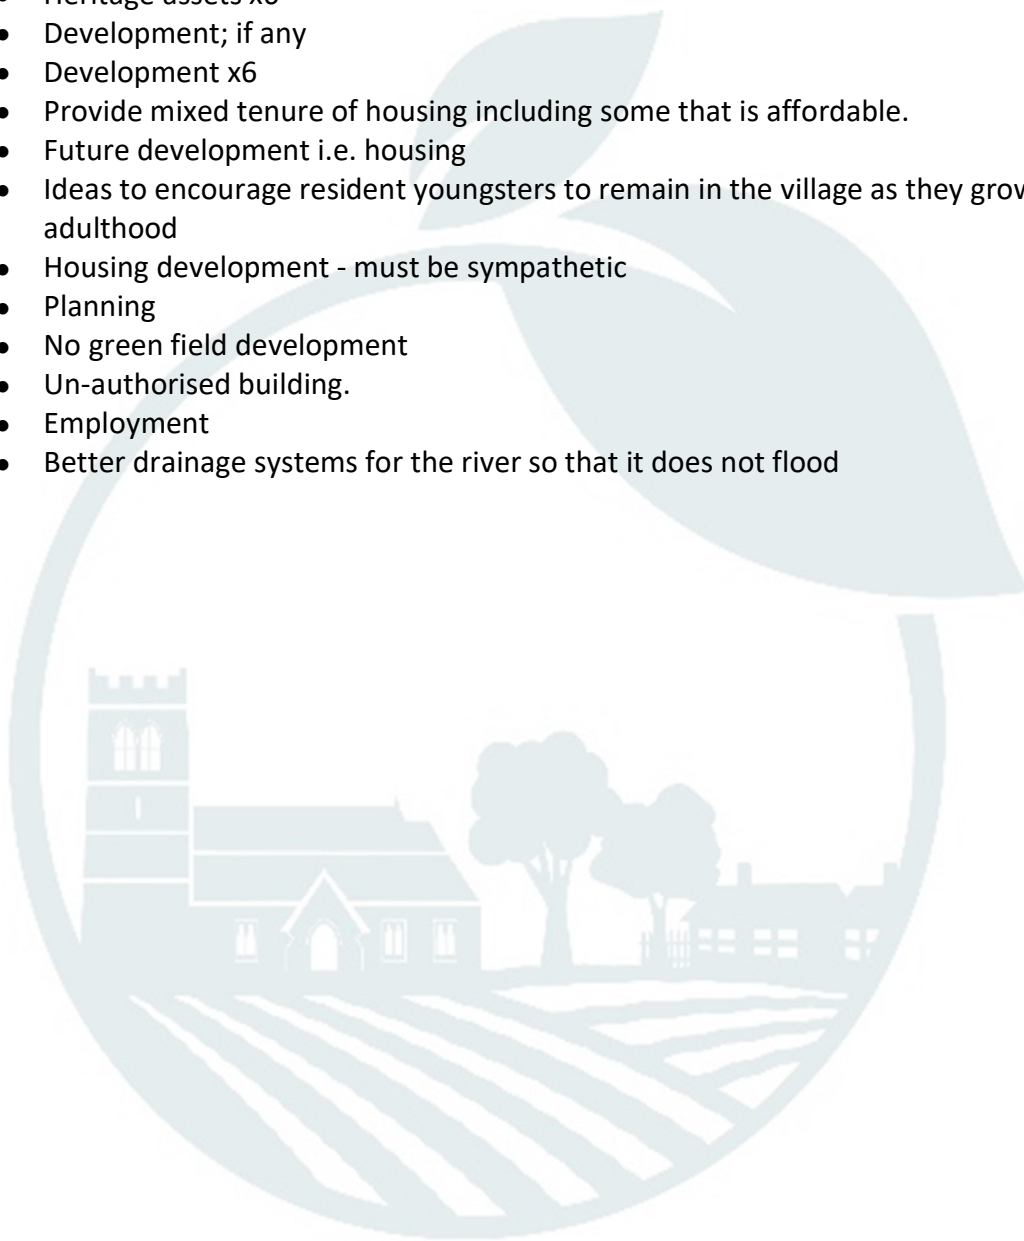 • Heritage assets x6
• Development; if any
• Development x6
• Provide mixed tenure of housing including some that is affordable.
• Future development i.e. housing
• Ideas to encourage resident youngsters to remain in the village as they grow
adulthood
• Housing development - must be sympathetic
• Planning
• No green field development
• Un-authorised building.
• Employment
• Better drainage systems for the river so that it does not flood